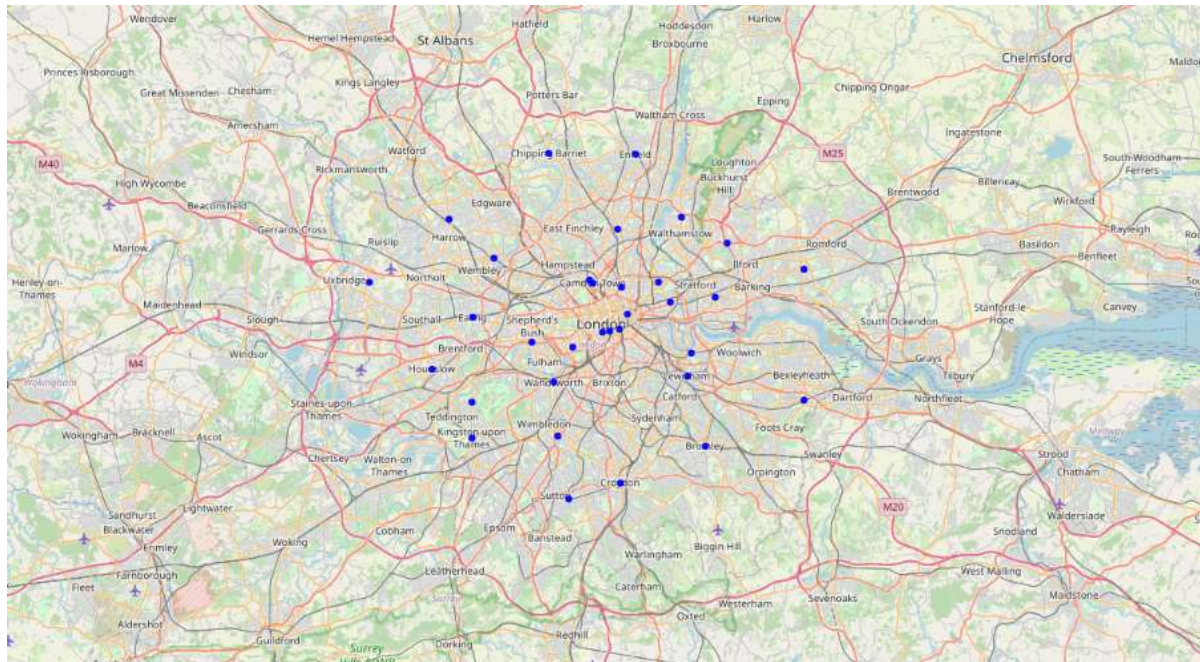 Wendover
Hatfield
Hoddesdon
Harlow
Hemel Hempstead
St Albans
Broxbourne
Chelmsford
Princes Risborough
Kings Langley
Great Missenden
Chesham
Potters Bar
Epping
Chipping Ongar
Waltham Cross
Amersham
Ingatestone
Watford
Chipping Barnet
Enfield
M40
M25
Loughton
Buckhurst
Hill
South Woodham
Ferrers
Rickmansworth
High Wycombe
Billericay
Brentwood
Wickford
Beaconsfield
Edgware
Gerrards Cross
East Finchley
Walthamstow
Rayleigh
Ruislip
Harrow
Romford
Basildon
Marlow
Benfleet
Hampstead
Ilford
Wembley
Uxbridge
Northolt
Camden Town
Stratford
Barking
Henley-on-
Thames
Maidenhead
Stanford-le
Hope
Canvey
Slough
Southall
Ealing
Shepherd's
Bush
London
South Ockendon
Windsor
Brentford
Woolwich
Grays
M4
Fulham
Tilbury
Hounslow
Wandsworth
Brixton
Lewisham
Bexleyheath
Wokingham
Catford
Dartford
Northfleet
Staines-upon
Thames
Teddington
Sydenham
Wimbledon
Foots Cray
Kingston upon
Thames
Medway
Wokingham
Bracknell
Ascot
Bromley
Swanley
Strood
Chertsey
Walton-on
Thames
Orpington
Chatham
Croydon
Sutton
Lightwater
M20
Sandhurst
Blackwater
Epsom
Walderslade
Cobham
Banstead
Snodland
Woking
Biggin Hill
Frimley
Warlingham
Farnborough
Leatherhead
West Malling
Fleet
Caterham
Maidstone
Surrey
Westerham
Sevenoaks
Oxted
Aldershot
Guildford
Redhill
Dorking
Surrey